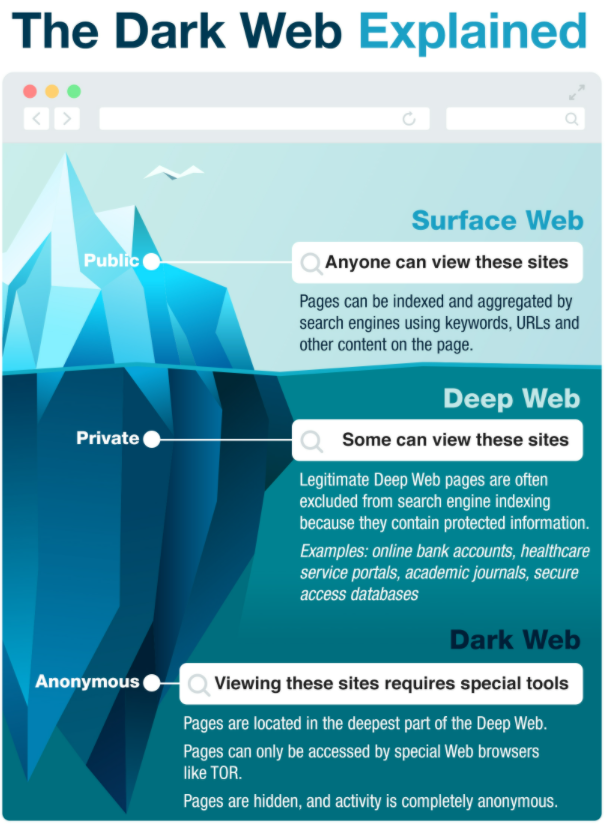 The Dark Web Explained
Surface Web
Public
Anyone can view these sites
Pages can be indexed and aggregated by
search engines using keywords, URLs and
other content on the page.
Deep Web
Private
Some can view these sites
Legitimate Deep Web pages are often
excluded from search engine indexing
because they contain protected information.
Examples: online bank accounts, healthcare
service portals, academic journals, secure
access databases
Dark Web
Anonymous
Viewing these sites requires special tools
Pages are located in the deepest part of the Deep Web.
Pages can only be accessed by special Web browsers
like TOR.
Pages are hidden, and activity is completely anonymous.